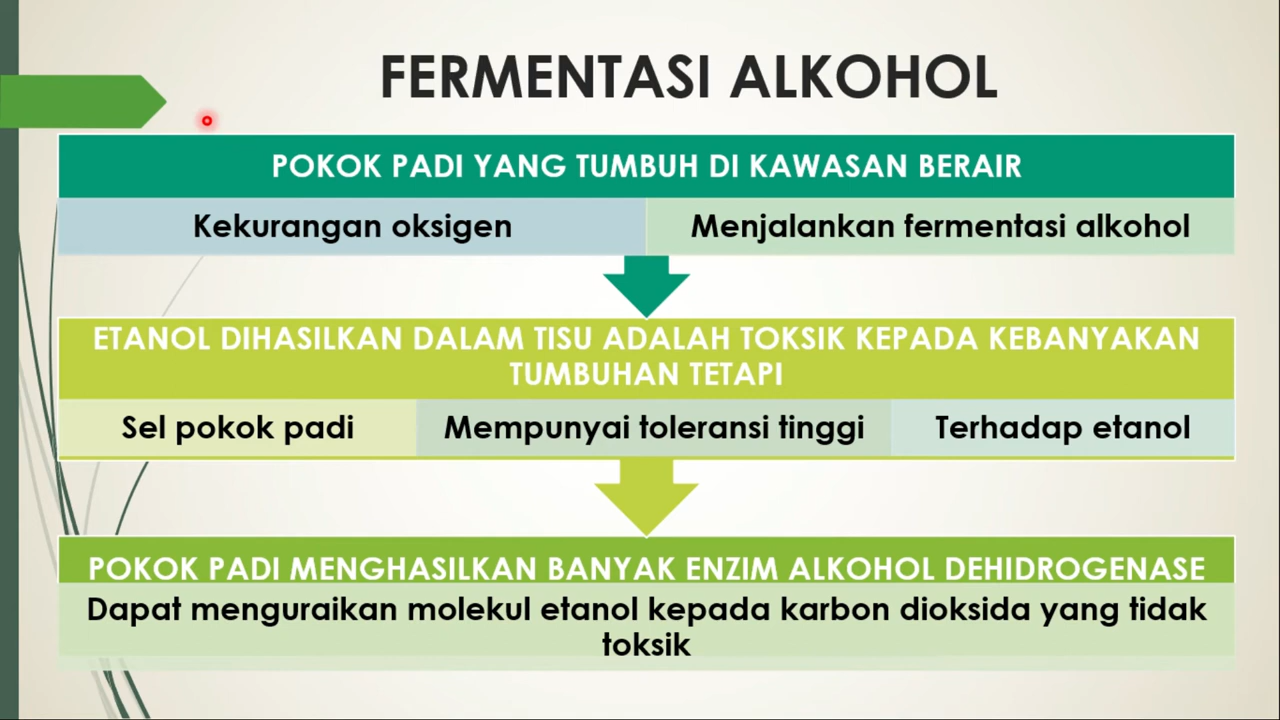 FERMENTASI ALKOHOL
POKOK PADI YANG TUMBUH DI KAWASAN BERAIR
Kekurangan oksigen
Menjalankan fermentasi alkohol
ETANOL DIHASILKAN DALAM TISU ADALAH TOKSIK KEPADA KEBANYAKAN
TUMBUHAN TETAPI
Sel pokok padi
Mempunyai toleransi tinggi
Terhadap etanol
POKOK PADI MENGHASILKAN BANYAK ENZIM ALKOHOL DEHIDROGENASE
Dapat menguraikan molekul etanol kepada karbon dioksida yang tidak
toksik